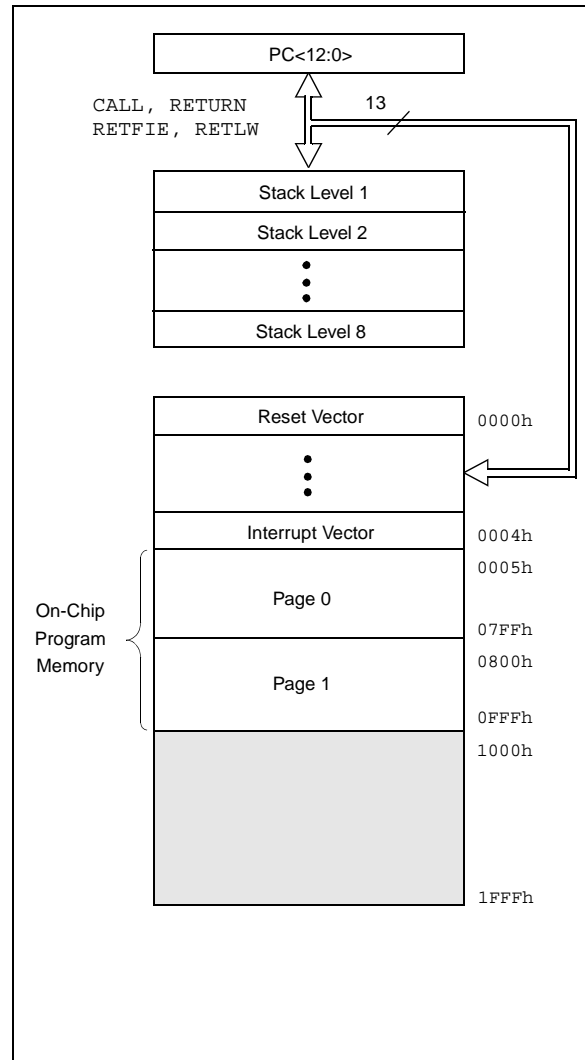 PC<12:0>
CALL, RETURN
RETFIE, RETLW
13
Stack Level 1
Stack Level 2
Stack Level 8
Reset Vector
0000h
Interrupt Vector
0004h
0005h
On-Chip
Program
Memory
Page 0
07FFh
0800h
Page 1
0FFFh
1000h
1FFFh